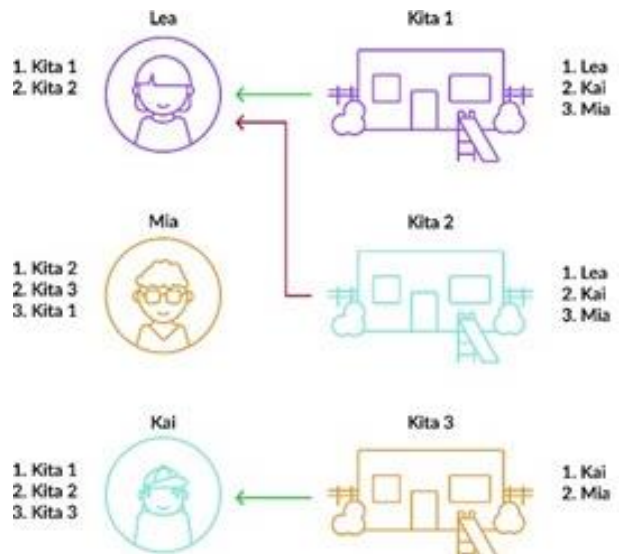 Lea
Kita 1
1. Kita 1
2. Kita 2
1. Lea
2. Kai
3. Mia
Mia
Kita 2
1. Kita 2
2. Kita 3
3. Kita 1
1. Lea
2. Kai
3. Mia
Kai
Kita 3
1. Kita 1
2. Kita 2
3. Kita 3
1. Kai
2. Mia